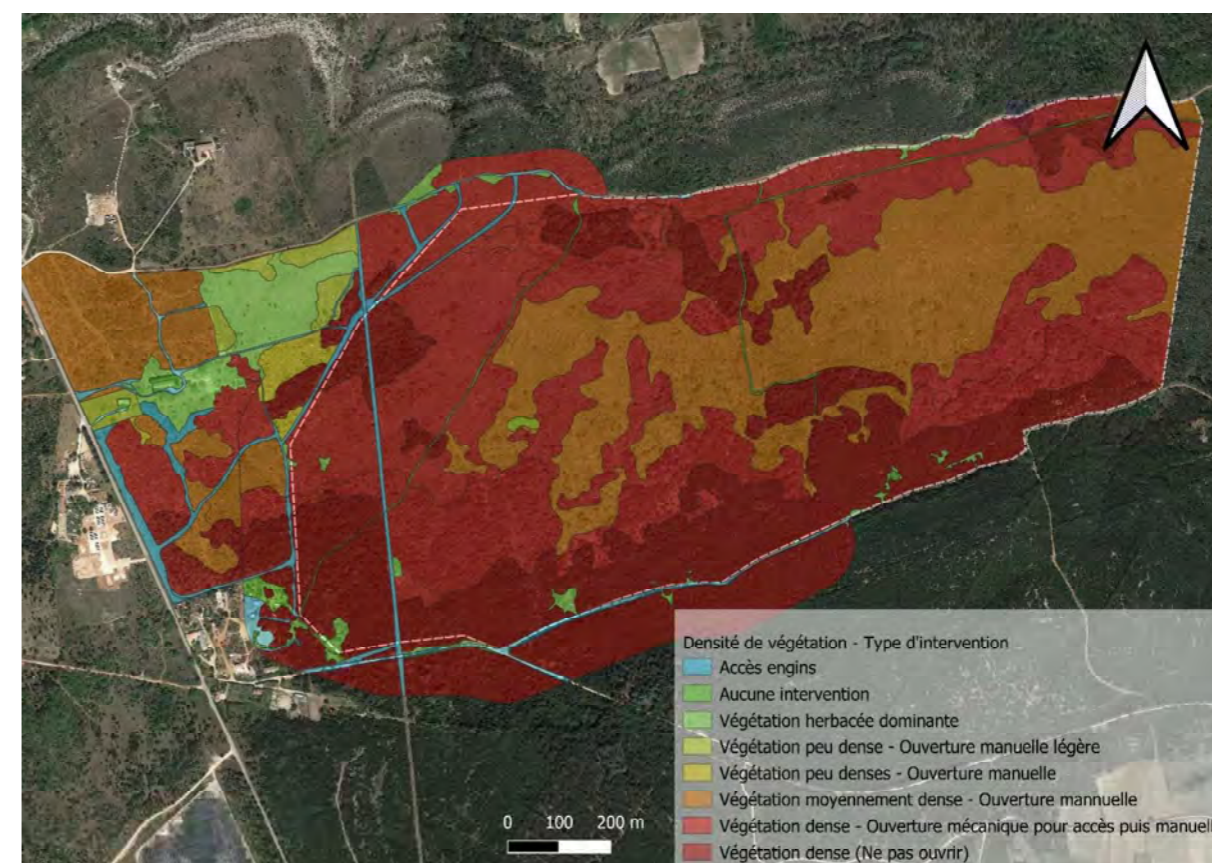 Densité de végétation - Type d'intervention
Accès engins
Aucune intervention
Végétation herbacée dominante
Végétation peu dense - Ouverture manuelle légère
Végétation peu denses - Ouverture manuelle
Végétation moyennement dense - Ouverture mannuelle
Végétation dense - Ouverture mécanique pour accès puis manuell
Végétation dense (Ne pas ouvrir)
0 100 200 m